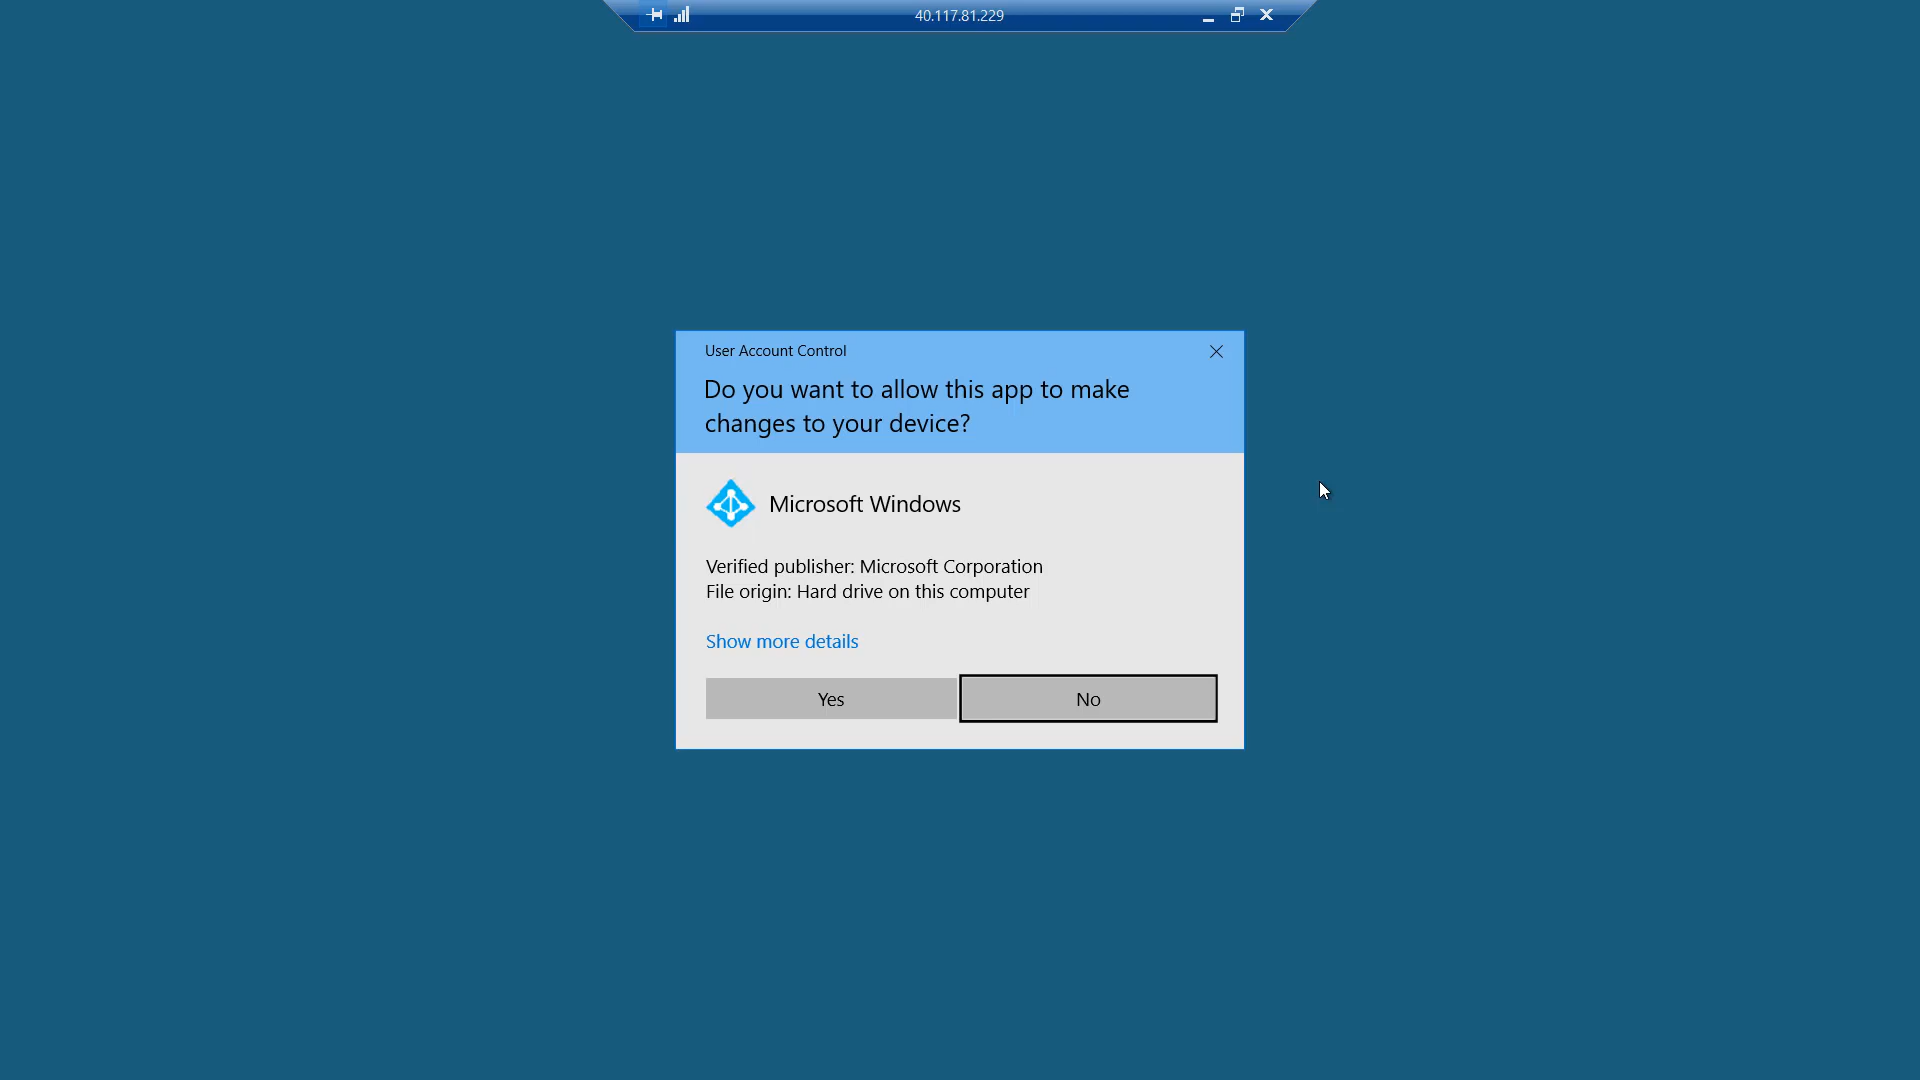 40.117.81.229
User Account Control
Do you want to allow this app to make
changes to your device?
Microsoft Windows
Verified publisher: Microsoft Corporation
File origin: Hard drive on this computer
Show more details
Yes
No